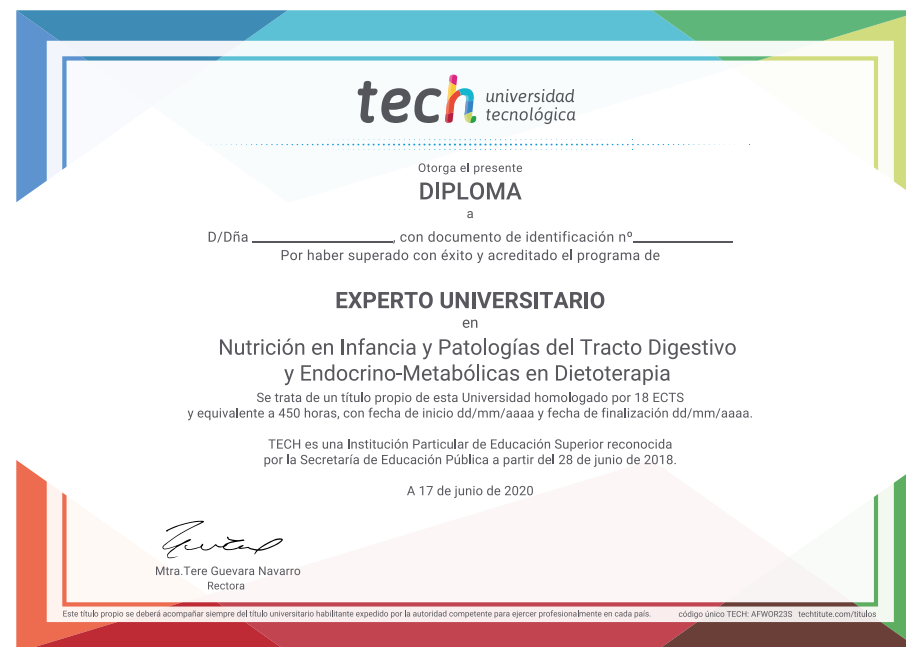 tech universidad
tecnológica
Otorga el presente
DIPLOMA
a
D/Dña ____________________, con documento de identificación nº______________
Por haber superado con éxito y acreditado el programa de
EXPERTO UNIVERSITARIO
en
Nutrición en Infancia y Patologías del Tracto Digestivo
y Endocrino-Metabólicas en Dietoterapia
Se trata de un título propio de esta Universidad homologado por 18 ECTS
y equivalente a 450 horas, con fecha de inicio dd/mm/aaaa y fecha de finalización dd/mm/aaaa.
TECH es una Institución Particular de Educación Superior reconocida
por la Secretaría de Educación Pública a partir del 28 de junio de 2018.
A 17 de junio de 2020
Mtra.Tere Guevara Navarro
Rectora
Este título propio se deberá acompañar siempre del título universitario habilitante expedido por la autoridad competente para ejercer profesionalmente en cada país. código único TECH: AFWOR23S techtitute.com/titulos